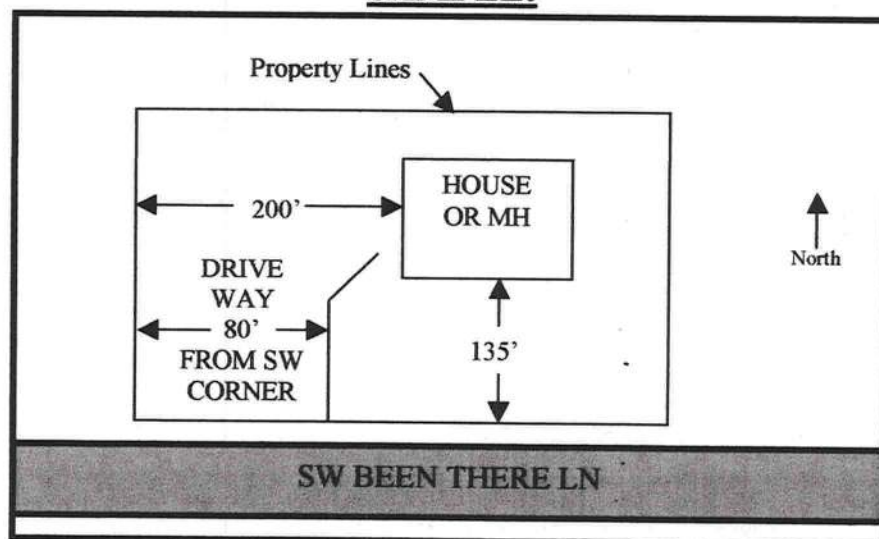 Property Lines
HOUSE
OR MH
200’
North
DRIVE
WAY
80’
FROM SW
CORNER
135’
SW BEEN THERE LN